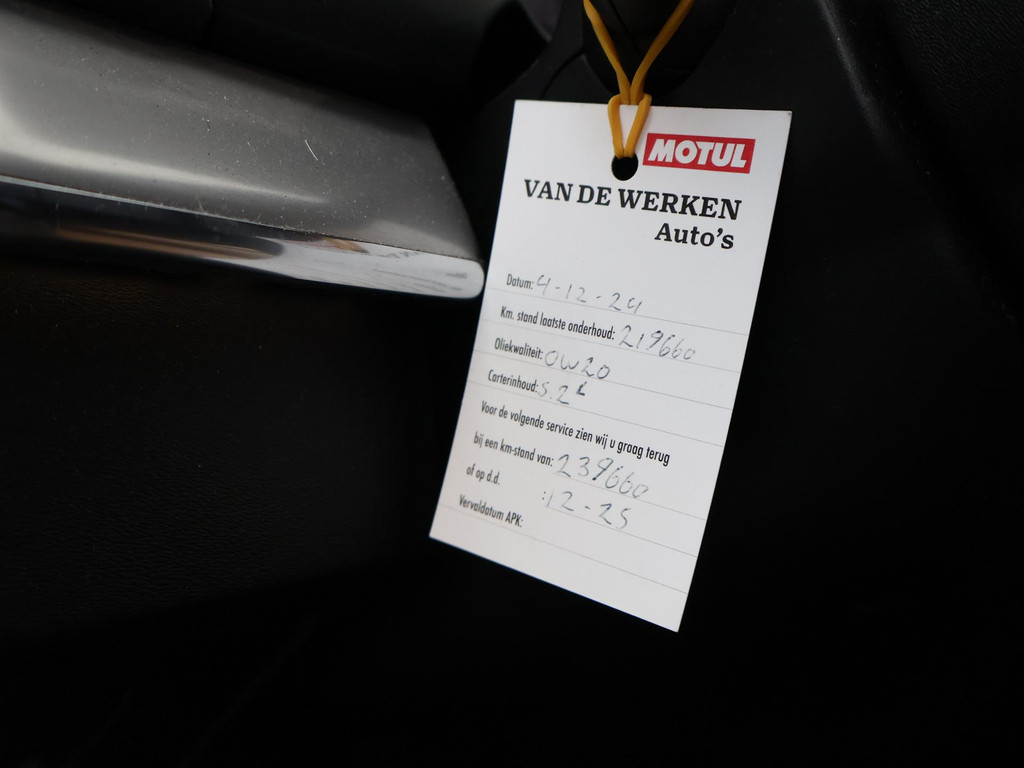 MOTUL
VAN DE WERKEN
Auto's
Datum: 4-12-24
Km. stand laatste onderhoud: 219660
Oliekwaliteit: 0W20
Carterinhoud: 5.2L
Voor de volgende service zien wij u graag terug
bij een km-stand van: 239660
of op d.d. :12-25
Vervaldatum APK: